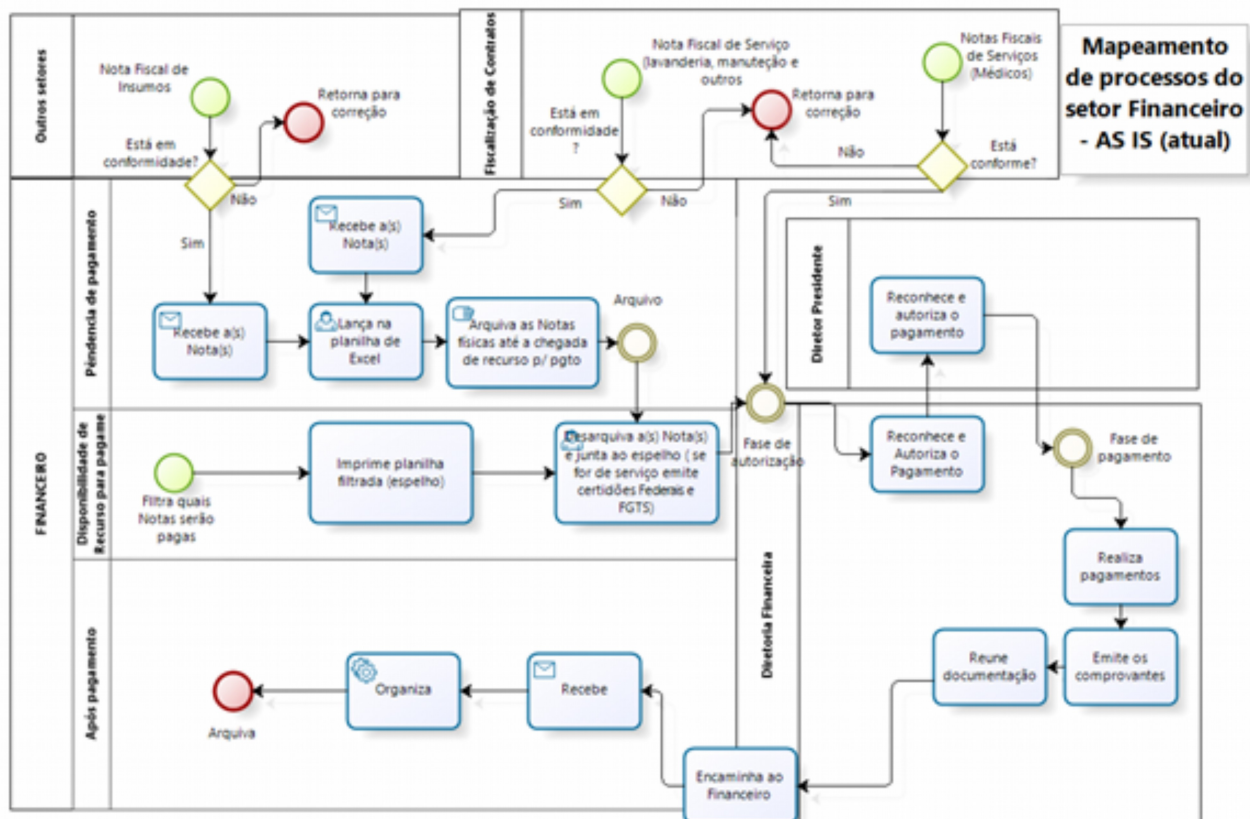 Outros setores
Nota Fiscal de
Insumos
Está em
conformidade?
Retorna para
correção
Não
Sim
Fiscalização de Contratos
Nota Fiscal de Serviço
(lavanderia, manuteção e
outros
Está em
conformidade
?
Retorna para
correção
Sim
Não
Notas Fiscais
de Serviços
(Médicos)
Está
conforme?
Não
Sim
Mapeamento
de processos do
setor Financeiro
- AS IS (atual)
FINANCEIRO
Pêndencia de pagamento
Recebe a(s)
Nota(s)
Recebe a(s)
Nota(s)
Lança na
planilha de
Excel
Arquiva as Notas
físicas até a chegada
de recurso p/ pgto
Arquivo
Diretor Presidente
Reconhece e
autoriza o
pagamento
Disponibilidade de
Recurso para pagame
Filtra quais
Notas serão
pagas
Imprime planilha
filtrada (espelho)
Desarquiva a(s) Nota(s)
e junta ao espelho ( se
for de serviço emite
certidões Federais e
FGTS)
Fase de
autorização
Diretoria Financeira
Reconhece e
Autoriza o
Pagamento
Fase de
pagamento
Realiza
pagamentos
Emite os
comprovantes
Reune
documentação
Encaminha ao
Financeiro
Após pagamento
Recebe
Organiza
Arquiva